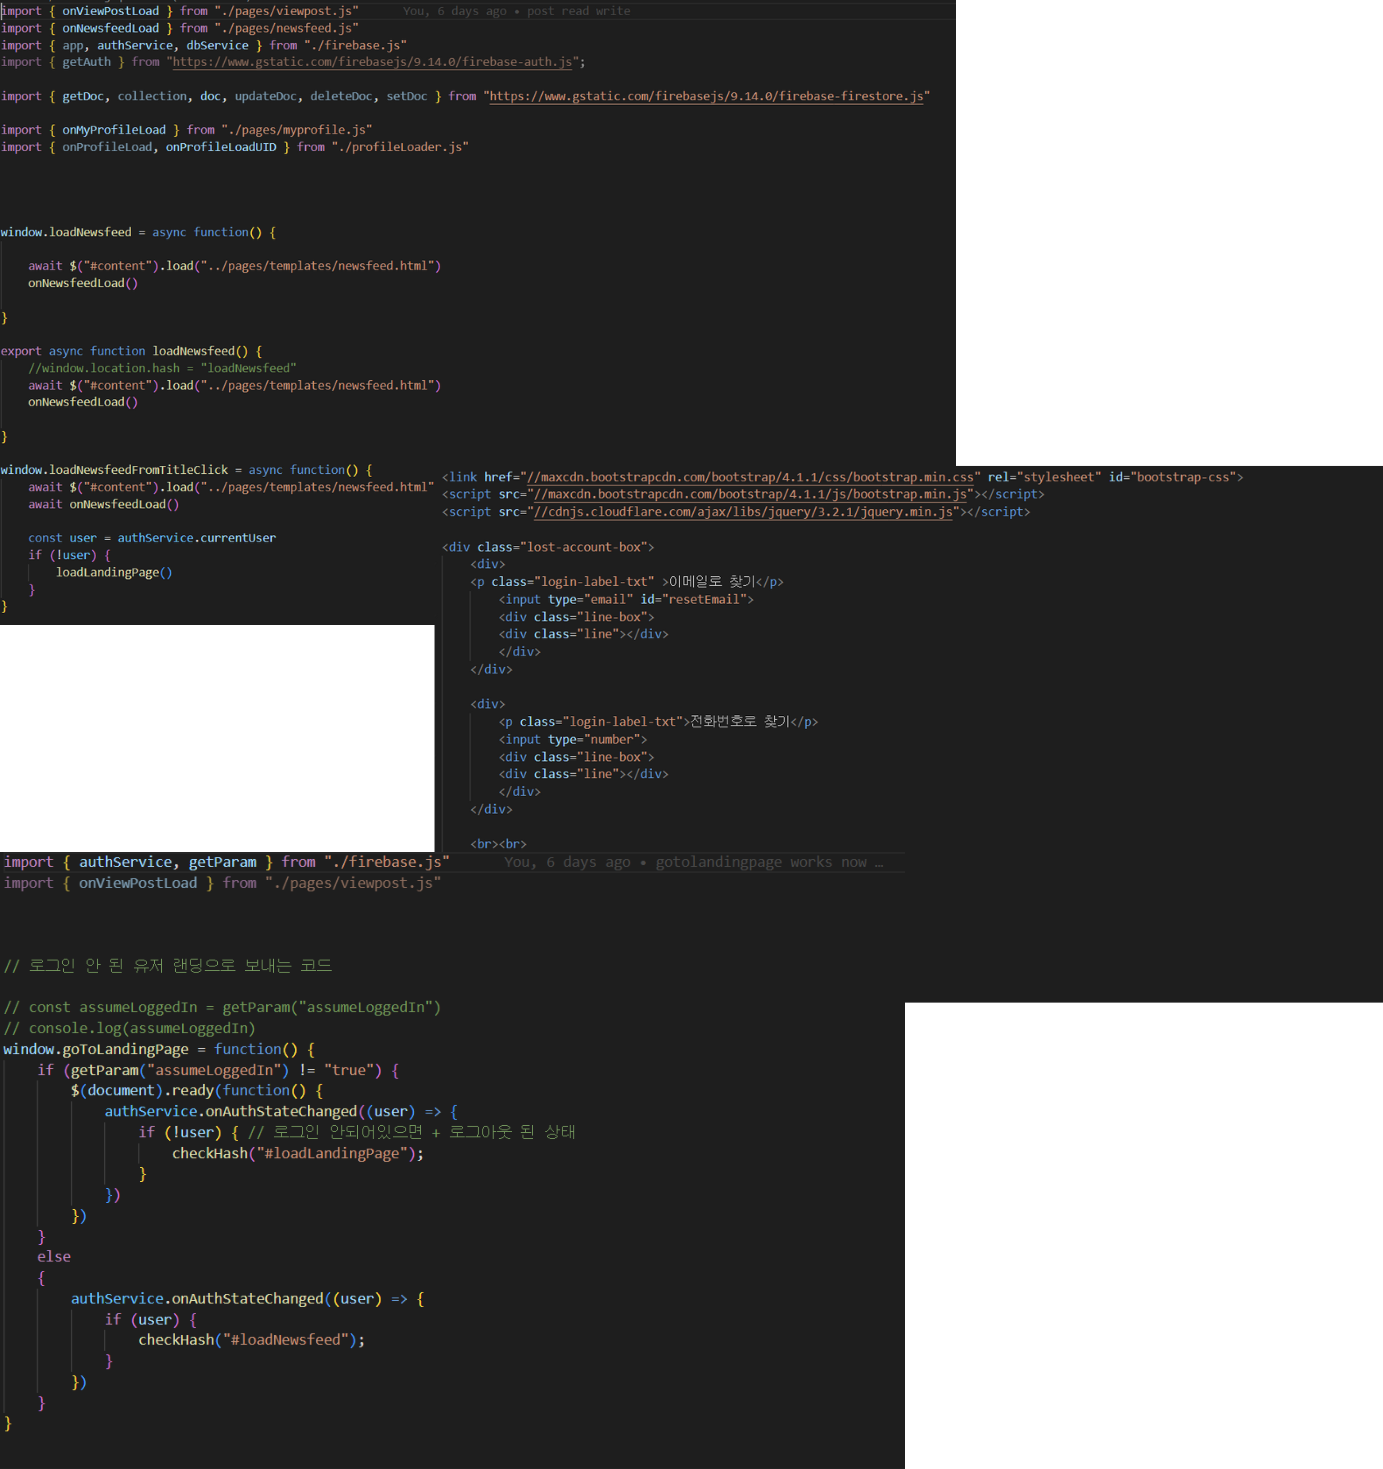 import { onViewPostLoad } from "./pages/viewpost.js" You, 6 days ago • post read write
import { onNewsfeedLoad } from "./pages/newsfeed.js"
import { app, authService, dbService } from "./firebase.js"
import { getAuth } from "https://www.gstatic.com/firebasejs/9.14.0/firebase-auth.js";
import { getDoc, collection, doc, updateDoc, deleteDoc, setDoc } from "https://www.gstatic.com/firebasejs/9.14.0/firebase-firestore.js"
import { onMyProfileLoad } from "./pages/myprofile.js"
import { onProfileLoad, onProfileLoadUID } from "./profileLoader.js"
window.loadNewsfeed = async function() {
await $("#content").load("../pages/templates/newsfeed.html")
onNewsfeedLoad()
}
export async function loadNewsfeed() {
//window.location.hash = "loadNewsfeed"
await $("#content").load("../pages/templates/newsfeed.html")
onNewsfeedLoad()
}
window.loadNewsfeedFromTitleClick = async function() {
await $("#content").load("../pages/templates/newsfeed.html"
await onNewsfeedLoad()
const user = authService.currentUser
if (!user) {
loadLandingPage()
}
}
<link href="//maxcdn.bootstrapcdn.com/bootstrap/4.1.1/css/bootstrap.min.css" rel="stylesheet" id="bootstrap-css">
<script src="//maxcdn.bootstrapcdn.com/bootstrap/4.1.1/js/bootstrap.min.js"></script>
<script src="//cdnjs.cloudflare.com/ajax/libs/jquery/3.2.1/jquery.min.js"></script>
<div class="lost-account-box">
<div>
<p class="login-label-txt" >이메일로 찾기</p>
<input type="email" id="resetEmail">
<div class="line-box">
<div class="line"></div>
</div>
</div>
<div>
<p class="login-label-txt">전화번호로 찾기</p>
<input type="number">
<div class="line-box">
<div class="line"></div>
</div>
</div>
<br><br>
import { authService, getParam } from "./firebase.js" You, 6 days ago • gotolandingpage works now …
import { onViewPostLoad } from "./pages/viewpost.js"
// 로그인 안 된 유저 랜딩으로 보내는 코드
// const assumeLoggedIn = getParam("assumeLoggedIn")
// console.log(assumeLoggedIn)
window.goToLandingPage = function() {
if (getParam("assumeLoggedIn") != "true") {
$(document).ready(function() {
authService.onAuthStateChanged((user) => {
if (!user) { // 로그인 안되어있으면 + 로그아웃 된 상태
checkHash("#loadLandingPage");
}
})
})
}
else
{
authService.onAuthStateChanged((user) => {
if (user) {
checkHash("#loadNewsfeed");
}
})
}
}